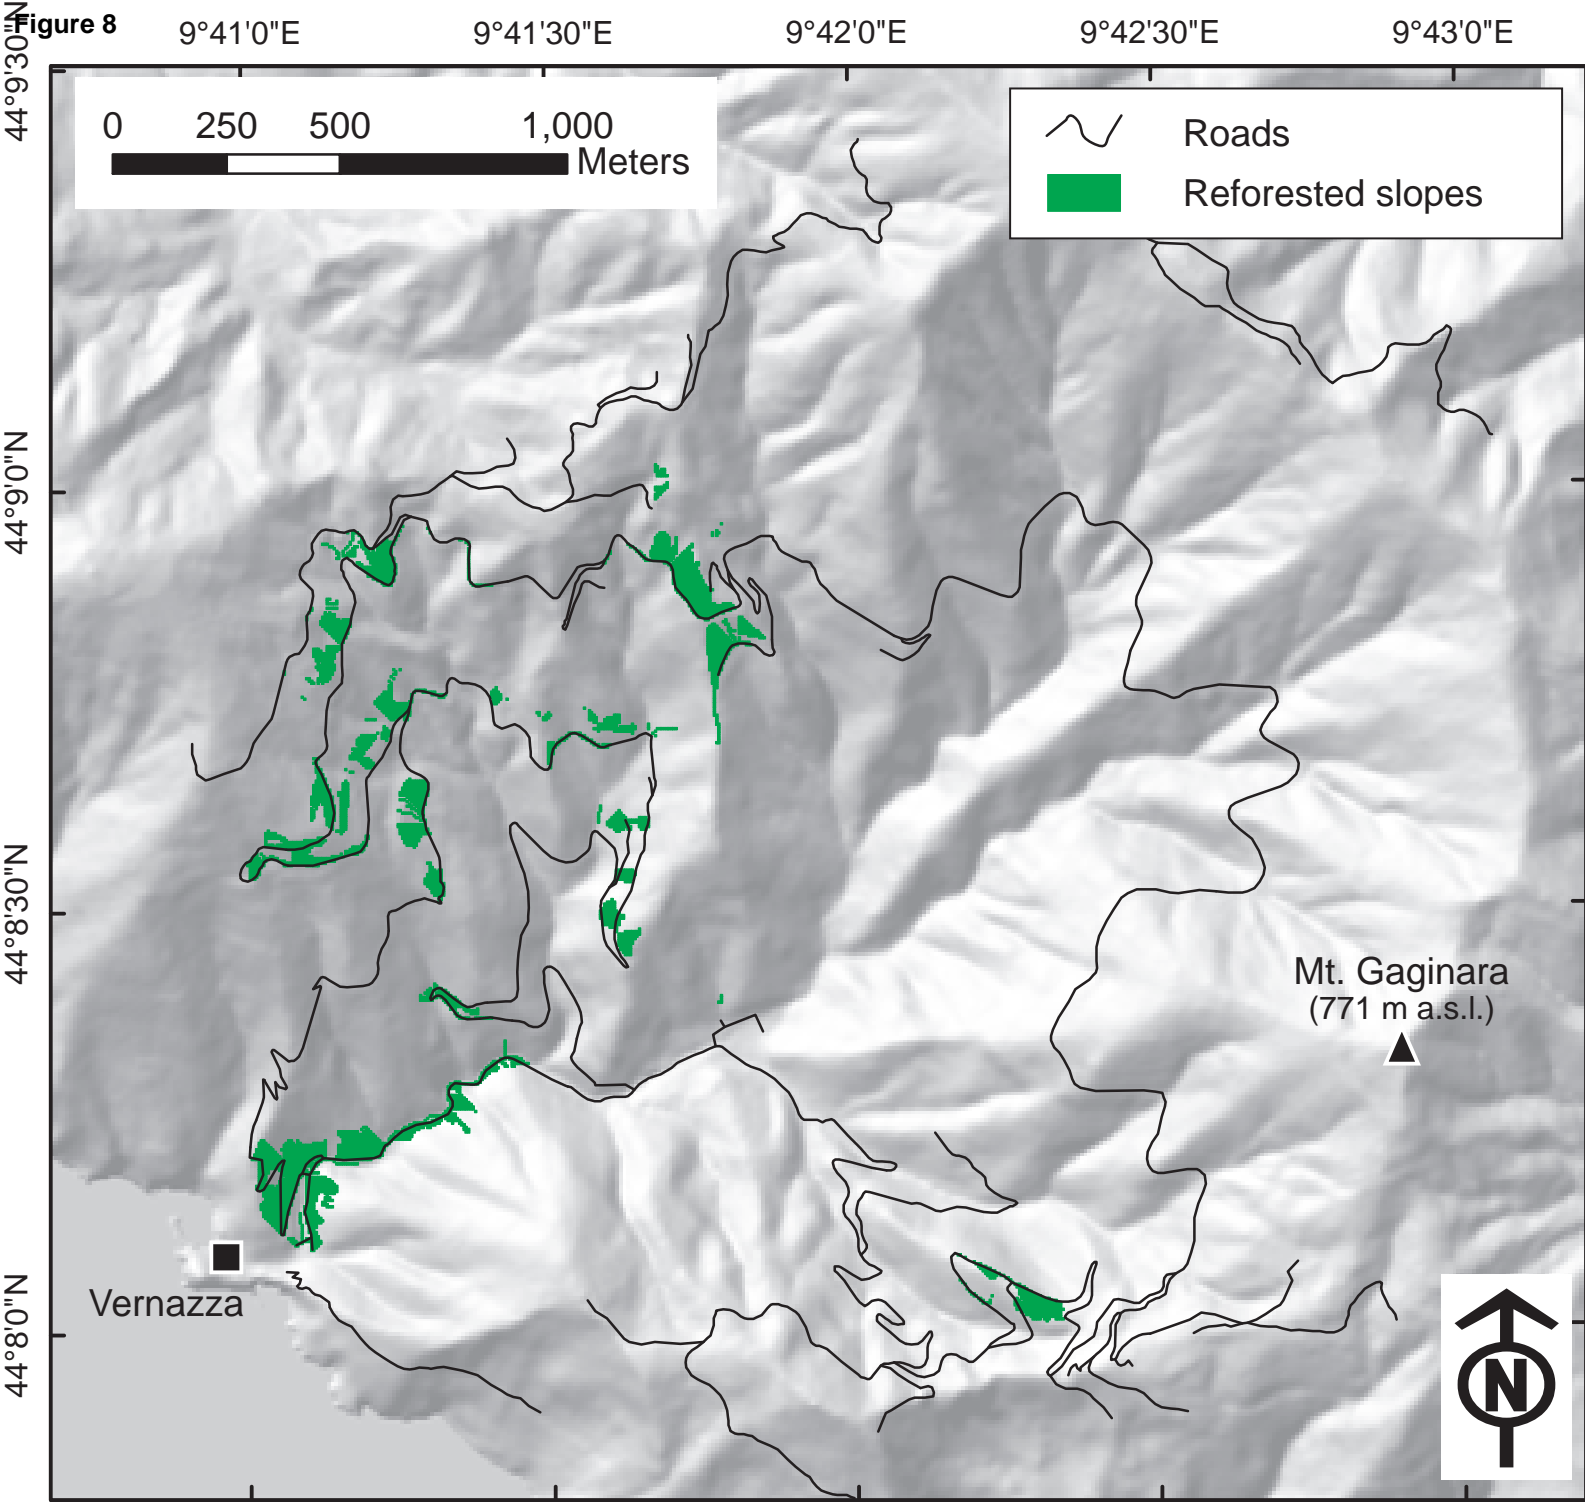 Figure 8
9°41'0"E 9°41'30"E 9°42'0"E 9°42'30"E 9°43'0"E
44°9'30"N
0 250 500 1,000
Meters
Roads
Reforested slopes
44°9'0"N
44°8'30"N
Mt. Gaginara
(771 m a.s.l.)
Vernazza
44°8'0"N
N